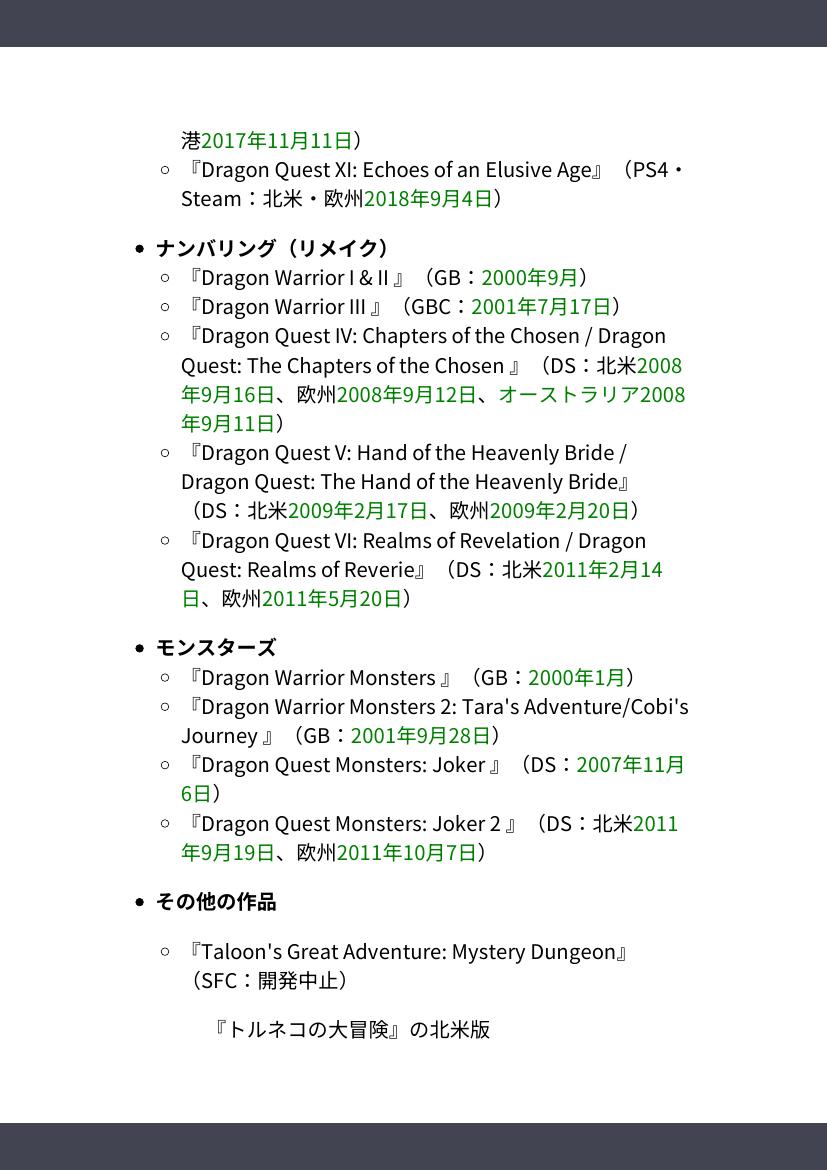 港2017年11月11日）
『Dragon Quest XI: Echoes of an Elusive Age』（PS4・
Steam：北米・欧州2018年9月4日）
ナンバリング（リメイク）
『Dragon Warrior I & II 』（GB：2000年9月）
『Dragon Warrior III 』（GBC：2001年7月17日）
『Dragon Quest IV: Chapters of the Chosen / Dragon
Quest: The Chapters of the Chosen 』（DS：北米2008
年9月16日、欧州2008年9月12日、オーストラリア2008
年9月11日）
『Dragon Quest V: Hand of the Heavenly Bride /
Dragon Quest: The Hand of the Heavenly Bride』
（DS：北米2009年2月17日、欧州2009年2月20日）
『Dragon Quest VI: Realms of Revelation / Dragon
Quest: Realms of Reverie』（DS：北米2011年2月14
日、欧州2011年5月20日）
モンスターズ
『Dragon Warrior Monsters 』（GB：2000年1月）
『Dragon Warrior Monsters 2: Tara's Adventure/Cobi's
Journey 』（GB：2001年9月28日）
『Dragon Quest Monsters: Joker 』（DS：2007年11月
6日）
『Dragon Quest Monsters: Joker 2 』（DS：北米2011
年9月19日、欧州2011年10月7日）
その他の作品
『Taloon's Great Adventure: Mystery Dungeon』
（SFC：開発中止）
『トルネコの大冒険』の北米版